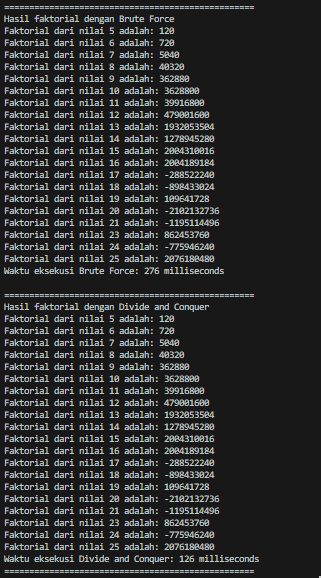 ==================================================
Hasil faktorial dengan Brute Force
Faktorial dari nilai 5 adalah: 120
Faktorial dari nilai 6 adalah: 720
Faktorial dari nilai 7 adalah: 5040
Faktorial dari nilai 8 adalah: 40320
Faktorial dari nilai 9 adalah: 362880
Faktorial dari nilai 10 adalah: 3628800
Faktorial dari nilai 11 adalah: 39916800
Faktorial dari nilai 12 adalah: 479001600
Faktorial dari nilai 13 adalah: 1932053504
Faktorial dari nilai 14 adalah: 1278945280
Faktorial dari nilai 15 adalah: 2004310016
Faktorial dari nilai 16 adalah: 2004189184
Faktorial dari nilai 17 adalah: -288522240
Faktorial dari nilai 18 adalah: -898433024
Faktorial dari nilai 19 adalah: 109641728
Faktorial dari nilai 20 adalah: -2102132736
Faktorial dari nilai 21 adalah: -1195114496
Faktorial dari nilai 23 adalah: 862453760
Faktorial dari nilai 24 adalah: -775946240
Faktorial dari nilai 25 adalah: 2076180480
Waktu eksekusi Brute Force: 276 milliseconds
==================================================
Hasil faktorial dengan Divide and Conquer
Faktorial dari nilai 5 adalah: 120
Faktorial dari nilai 6 adalah: 720
Faktorial dari nilai 7 adalah: 5040
Faktorial dari nilai 8 adalah: 40320
Faktorial dari nilai 9 adalah: 362880
Faktorial dari nilai 10 adalah: 3628800
Faktorial dari nilai 11 adalah: 39916800
Faktorial dari nilai 12 adalah: 479001600
Faktorial dari nilai 13 adalah: 1932053504
Faktorial dari nilai 14 adalah: 1278945280
Faktorial dari nilai 15 adalah: 2004310016
Faktorial dari nilai 16 adalah: 2004189184
Faktorial dari nilai 17 adalah: -288522240
Faktorial dari nilai 18 adalah: -898433024
Faktorial dari nilai 19 adalah: 109641728
Faktorial dari nilai 20 adalah: -2102132736
Faktorial dari nilai 21 adalah: -1195114496
Faktorial dari nilai 23 adalah: 862453760
Faktorial dari nilai 24 adalah: -775946240
Faktorial dari nilai 25 adalah: 2076180480
Waktu eksekusi Divide and Conquer: 126 milliseconds
==================================================